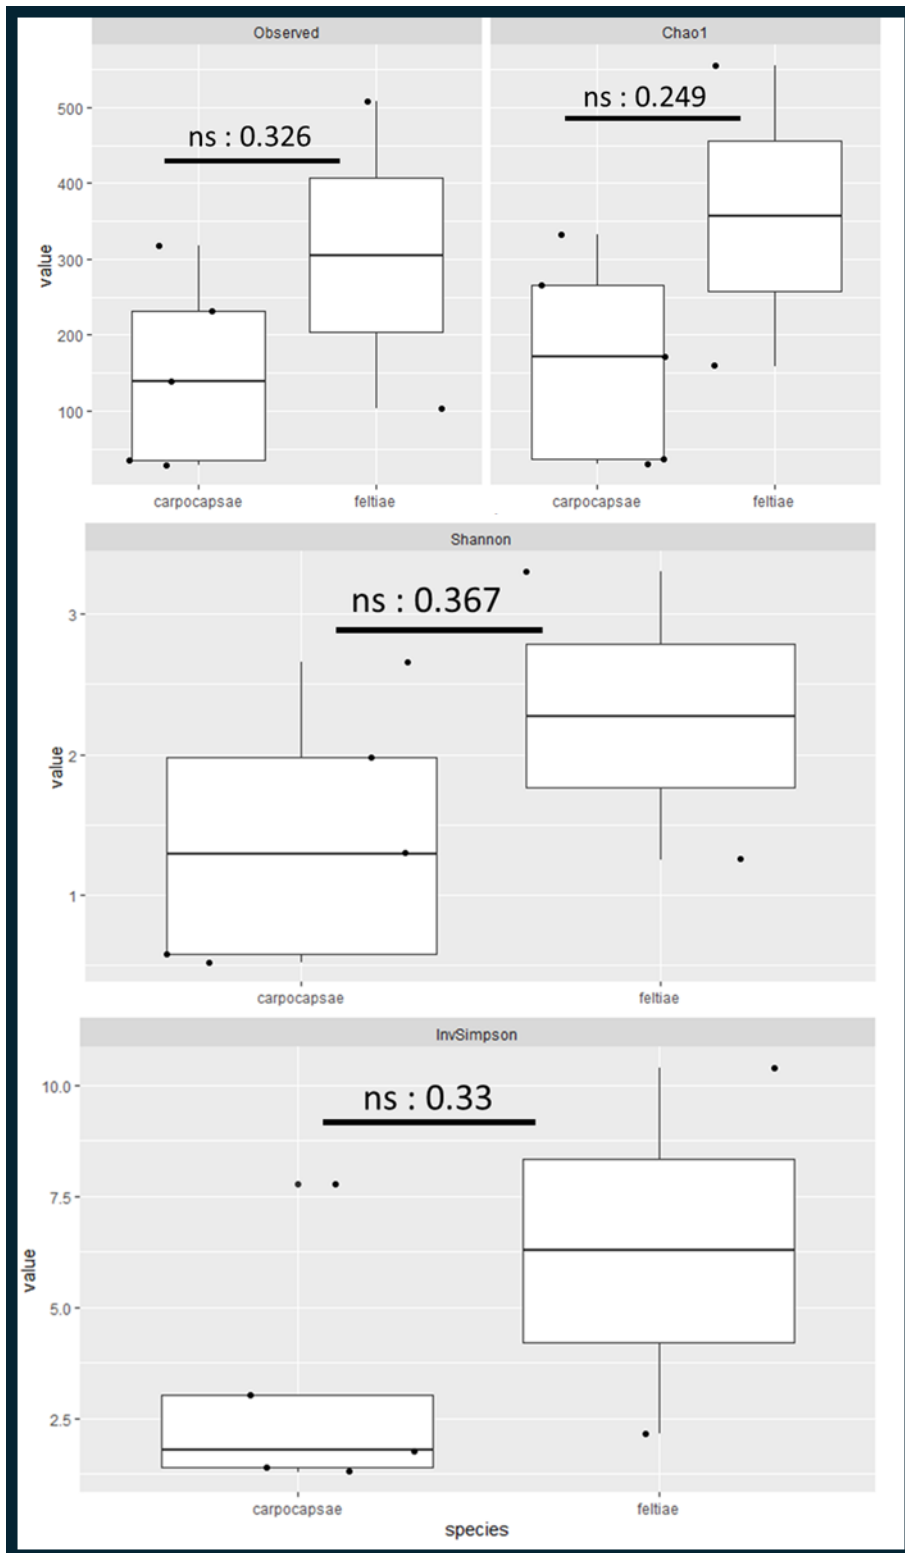 Observed
Chao1
ns : 0.326
ns : 0.249
value
500
400
300
200
100
carpocapsae
feltiae
carpocapsae
feltiae
Shannon
ns : 0.367
value
3
2
1
carpocapsae
feltiae
InvSimpson
ns : 0.33
value
10.0
7.5
5.0
2.5
carpocapsae
feltiae
species